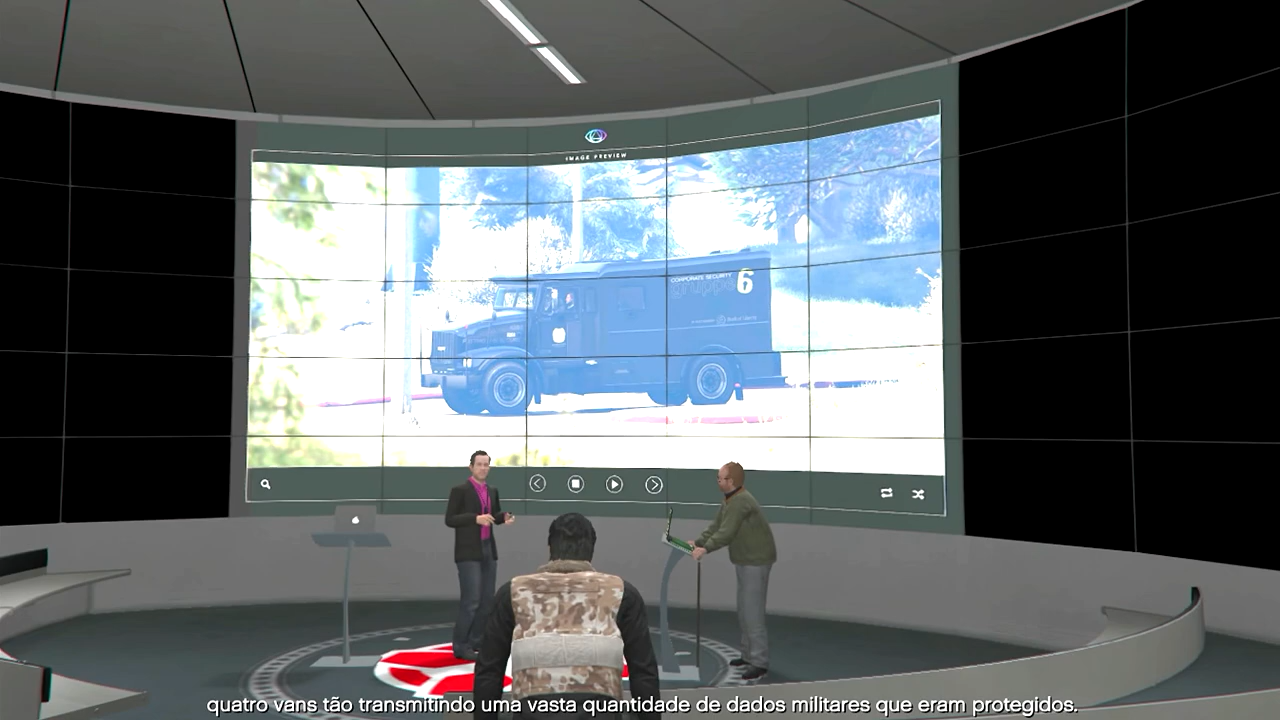 IMAGE PREVIEW
CORPORATE SECURITY
gruppe 6
quatro vans tão transmitindo uma vasta quantidade de dados militares que eram protegidos.